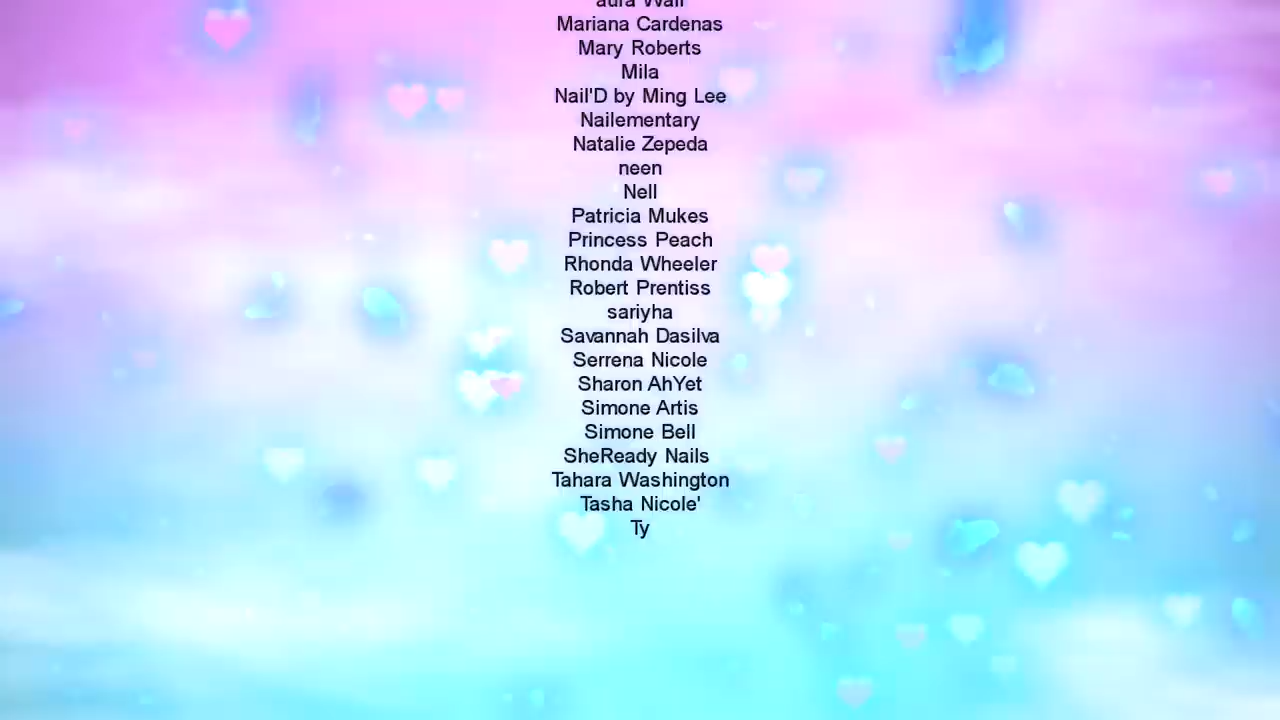 Mariana Cardenas
Mary Roberts
Mila
Nail'D by Ming Lee
Nailementary
Natalie Zepeda
neen
Nell
Patricia Mukes
Princess Peach
Rhonda Wheeler
Robert Prentiss
sariyha
Savannah Dasilva
Serrena Nicole
Sharon AhYet
Simone Artis
Simone Bell
SheReady Nails
Tahara Washington
Tasha Nicole'
Ty